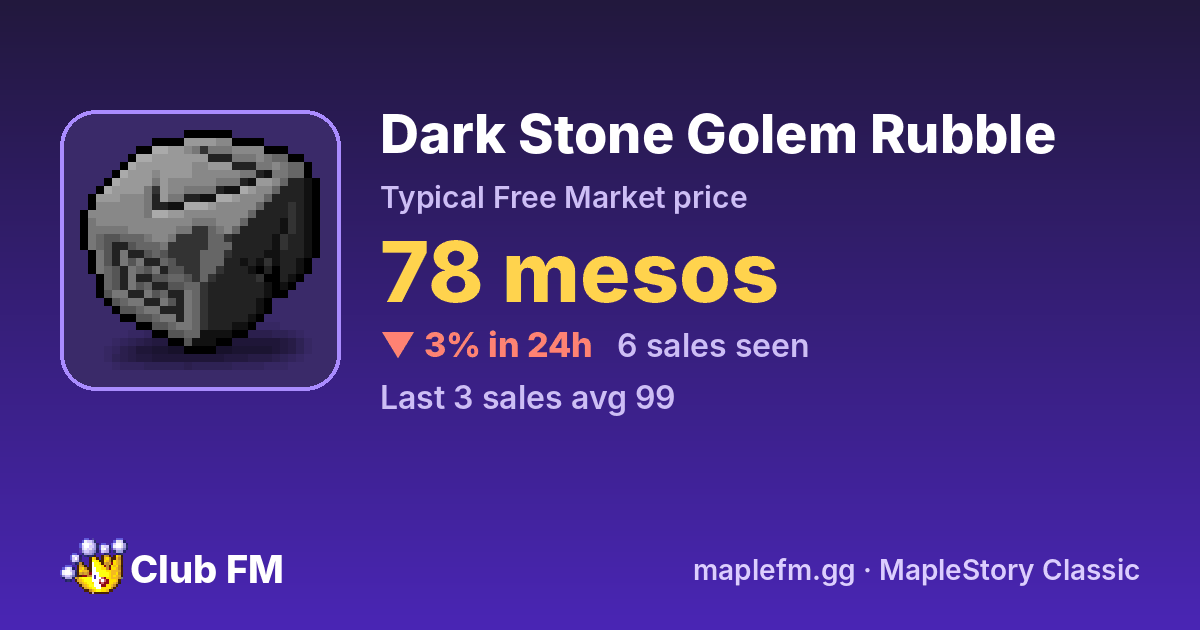 Dark Stone Golem Rubble
Typical Free Market price
78 mesos
▼ 3% in 24h 6 sales seen
Last 3 sales avg 99
Club FM
maplefm.gg · MapleStory Classic